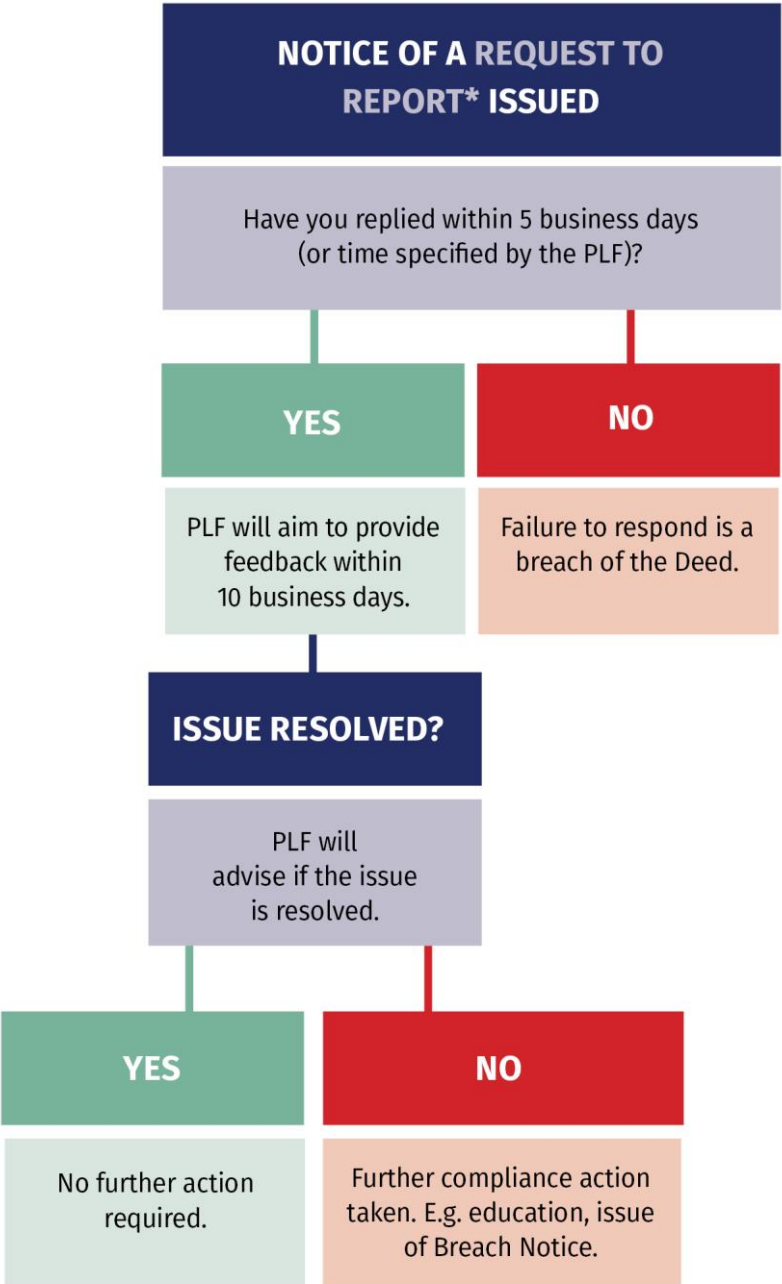 NOTICE OF A REQUEST TO
REPORT* ISSUED
Have you replied within 5 business days
(or time specified by the PLF)?
YES
NO
PLF will aim to provide
feedback within
10 business days.
Failure to respond is a
breach of the Deed.
ISSUE RESOLVED?
PLF will
advise if the issue
is resolved.
YES
NO
No further action
required.
Further compliance action
taken. E.g. education, issue
of Breach Notice.